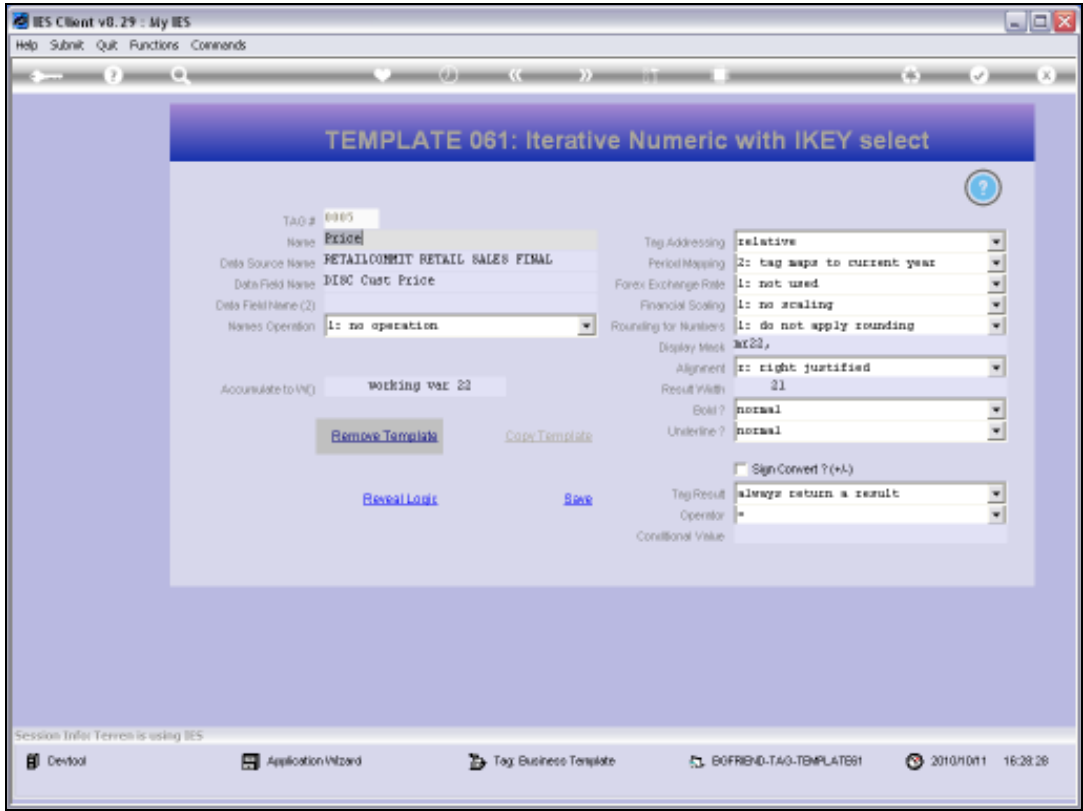 IES Client v8.29 : My IES
Help Submit Quit Functions Commands
TEMPLATE 061: Iterative Numeric with IKEY select
TAG # 0005
Name Price
Data Source Name RETAILCOMMIT RETAIL SALES FINAL
Data Field Name DISC Cust Price
Data Field Name (2)
Names Operation 1: no operation
Accumulate to W() working var 22
Remove Template Copy Template
Reveal Logic Save
Tag Addressing relative
Period Mapping 2: tag maps to current year
Forex Exchange Rate 1: not used
Financial Scaling 1: no scaling
Rounding for Numbers 1: do not apply rounding
Display Mask mr22,
Alignment r: right justified
Result Width 21
Bold ? normal
Underline ? normal
Sign Convert ? (+/-)
Tag Result always return a result
Operator =
Conditional Value
Session Info: Terren is using IES
Devtool Application Wizard Tag: Business Template BGFRIEND-TAG-TEMPLATE61 2010/10/11 16:28:28